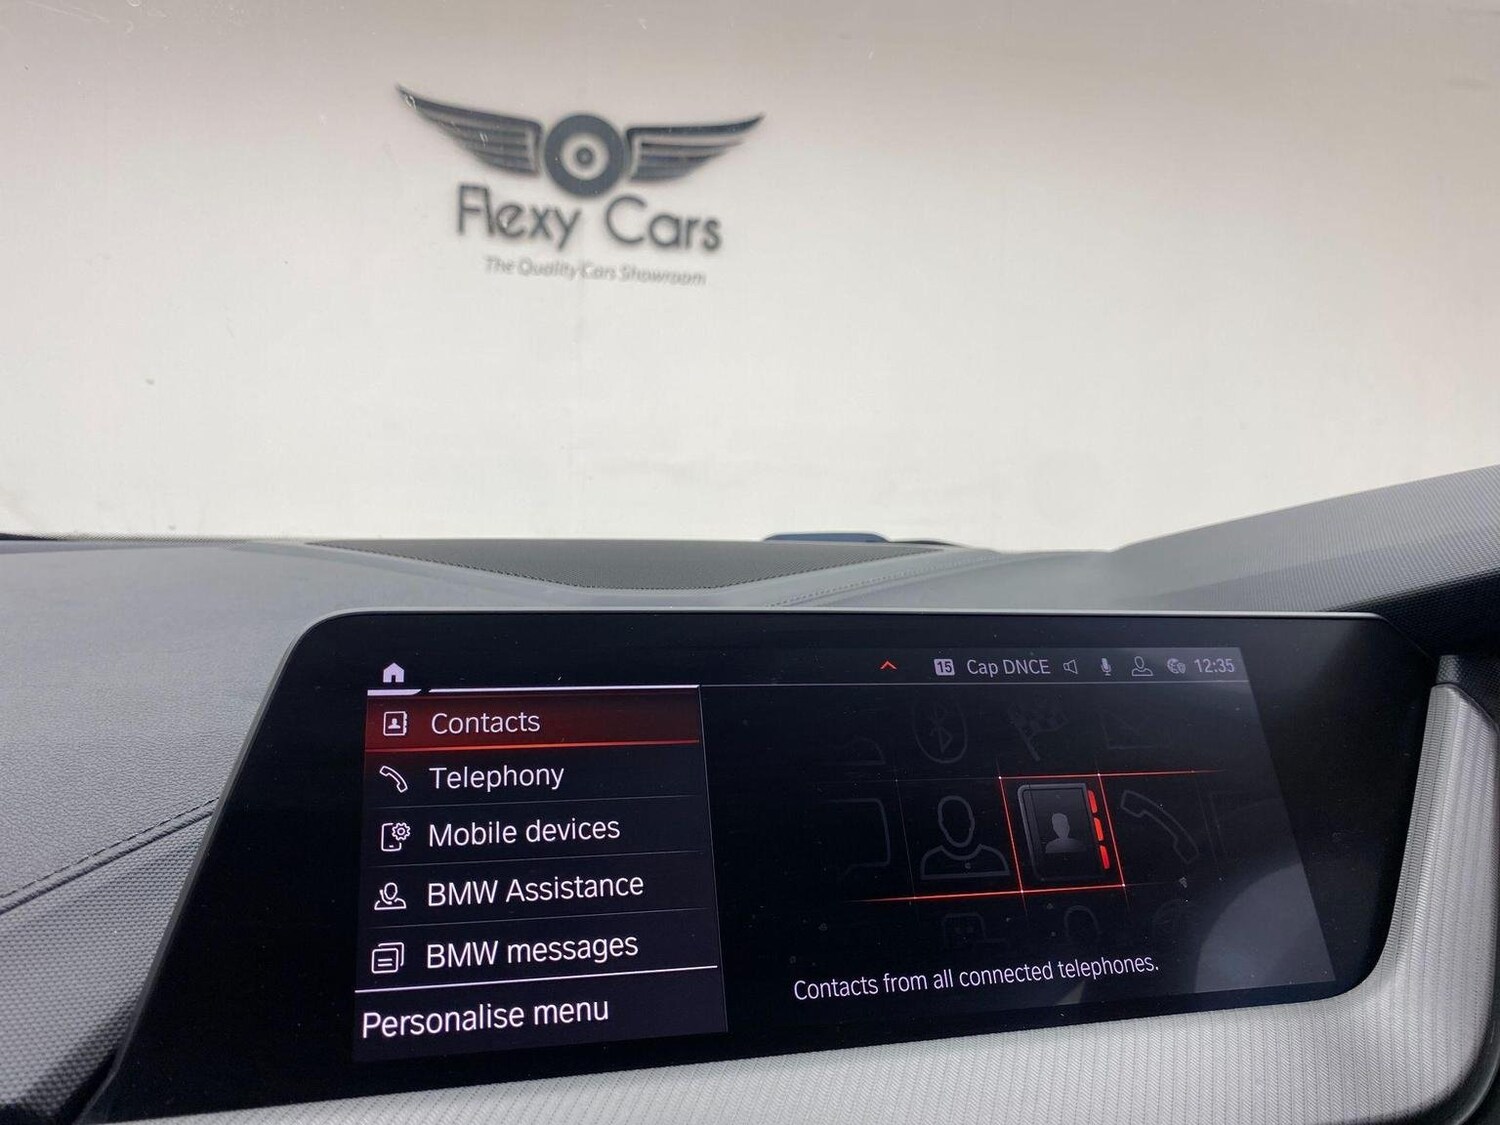 Flexy Cars
The Quality Cars Showroom
15 Cap DNCE 12:35
Contacts
Telephony
Mobile devices
BMW Assistance
BMW messages
Personalise menu
Contacts from all connected telephones.